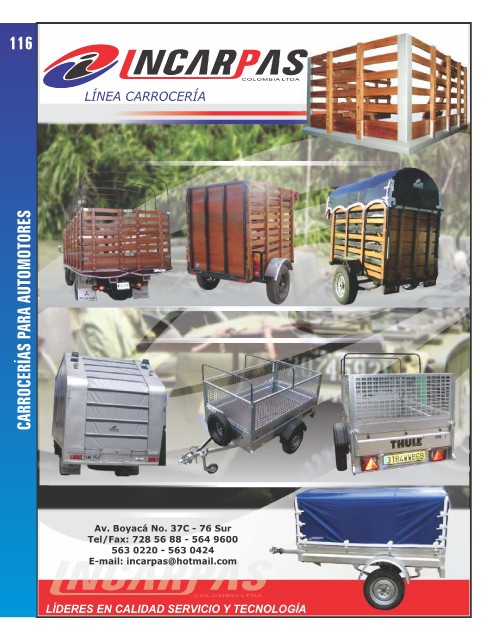 116
INCARPAS
COLOMBIA LTDA
LÍNEA CARROCERÍA
CARROCERÍAS PARA AUTOMOTORES
THULE
Av. Boyacá No. 37C - 76 Sur
Tel/Fax: 728 56 88 - 564 9600
563 0220 - 563 0424
E-mail: incarpas@hotmail.com
INCARPAS
COLOMBIA LTDA
LÍDERES EN CALIDAD SERVICIO Y TECNOLOGÍA